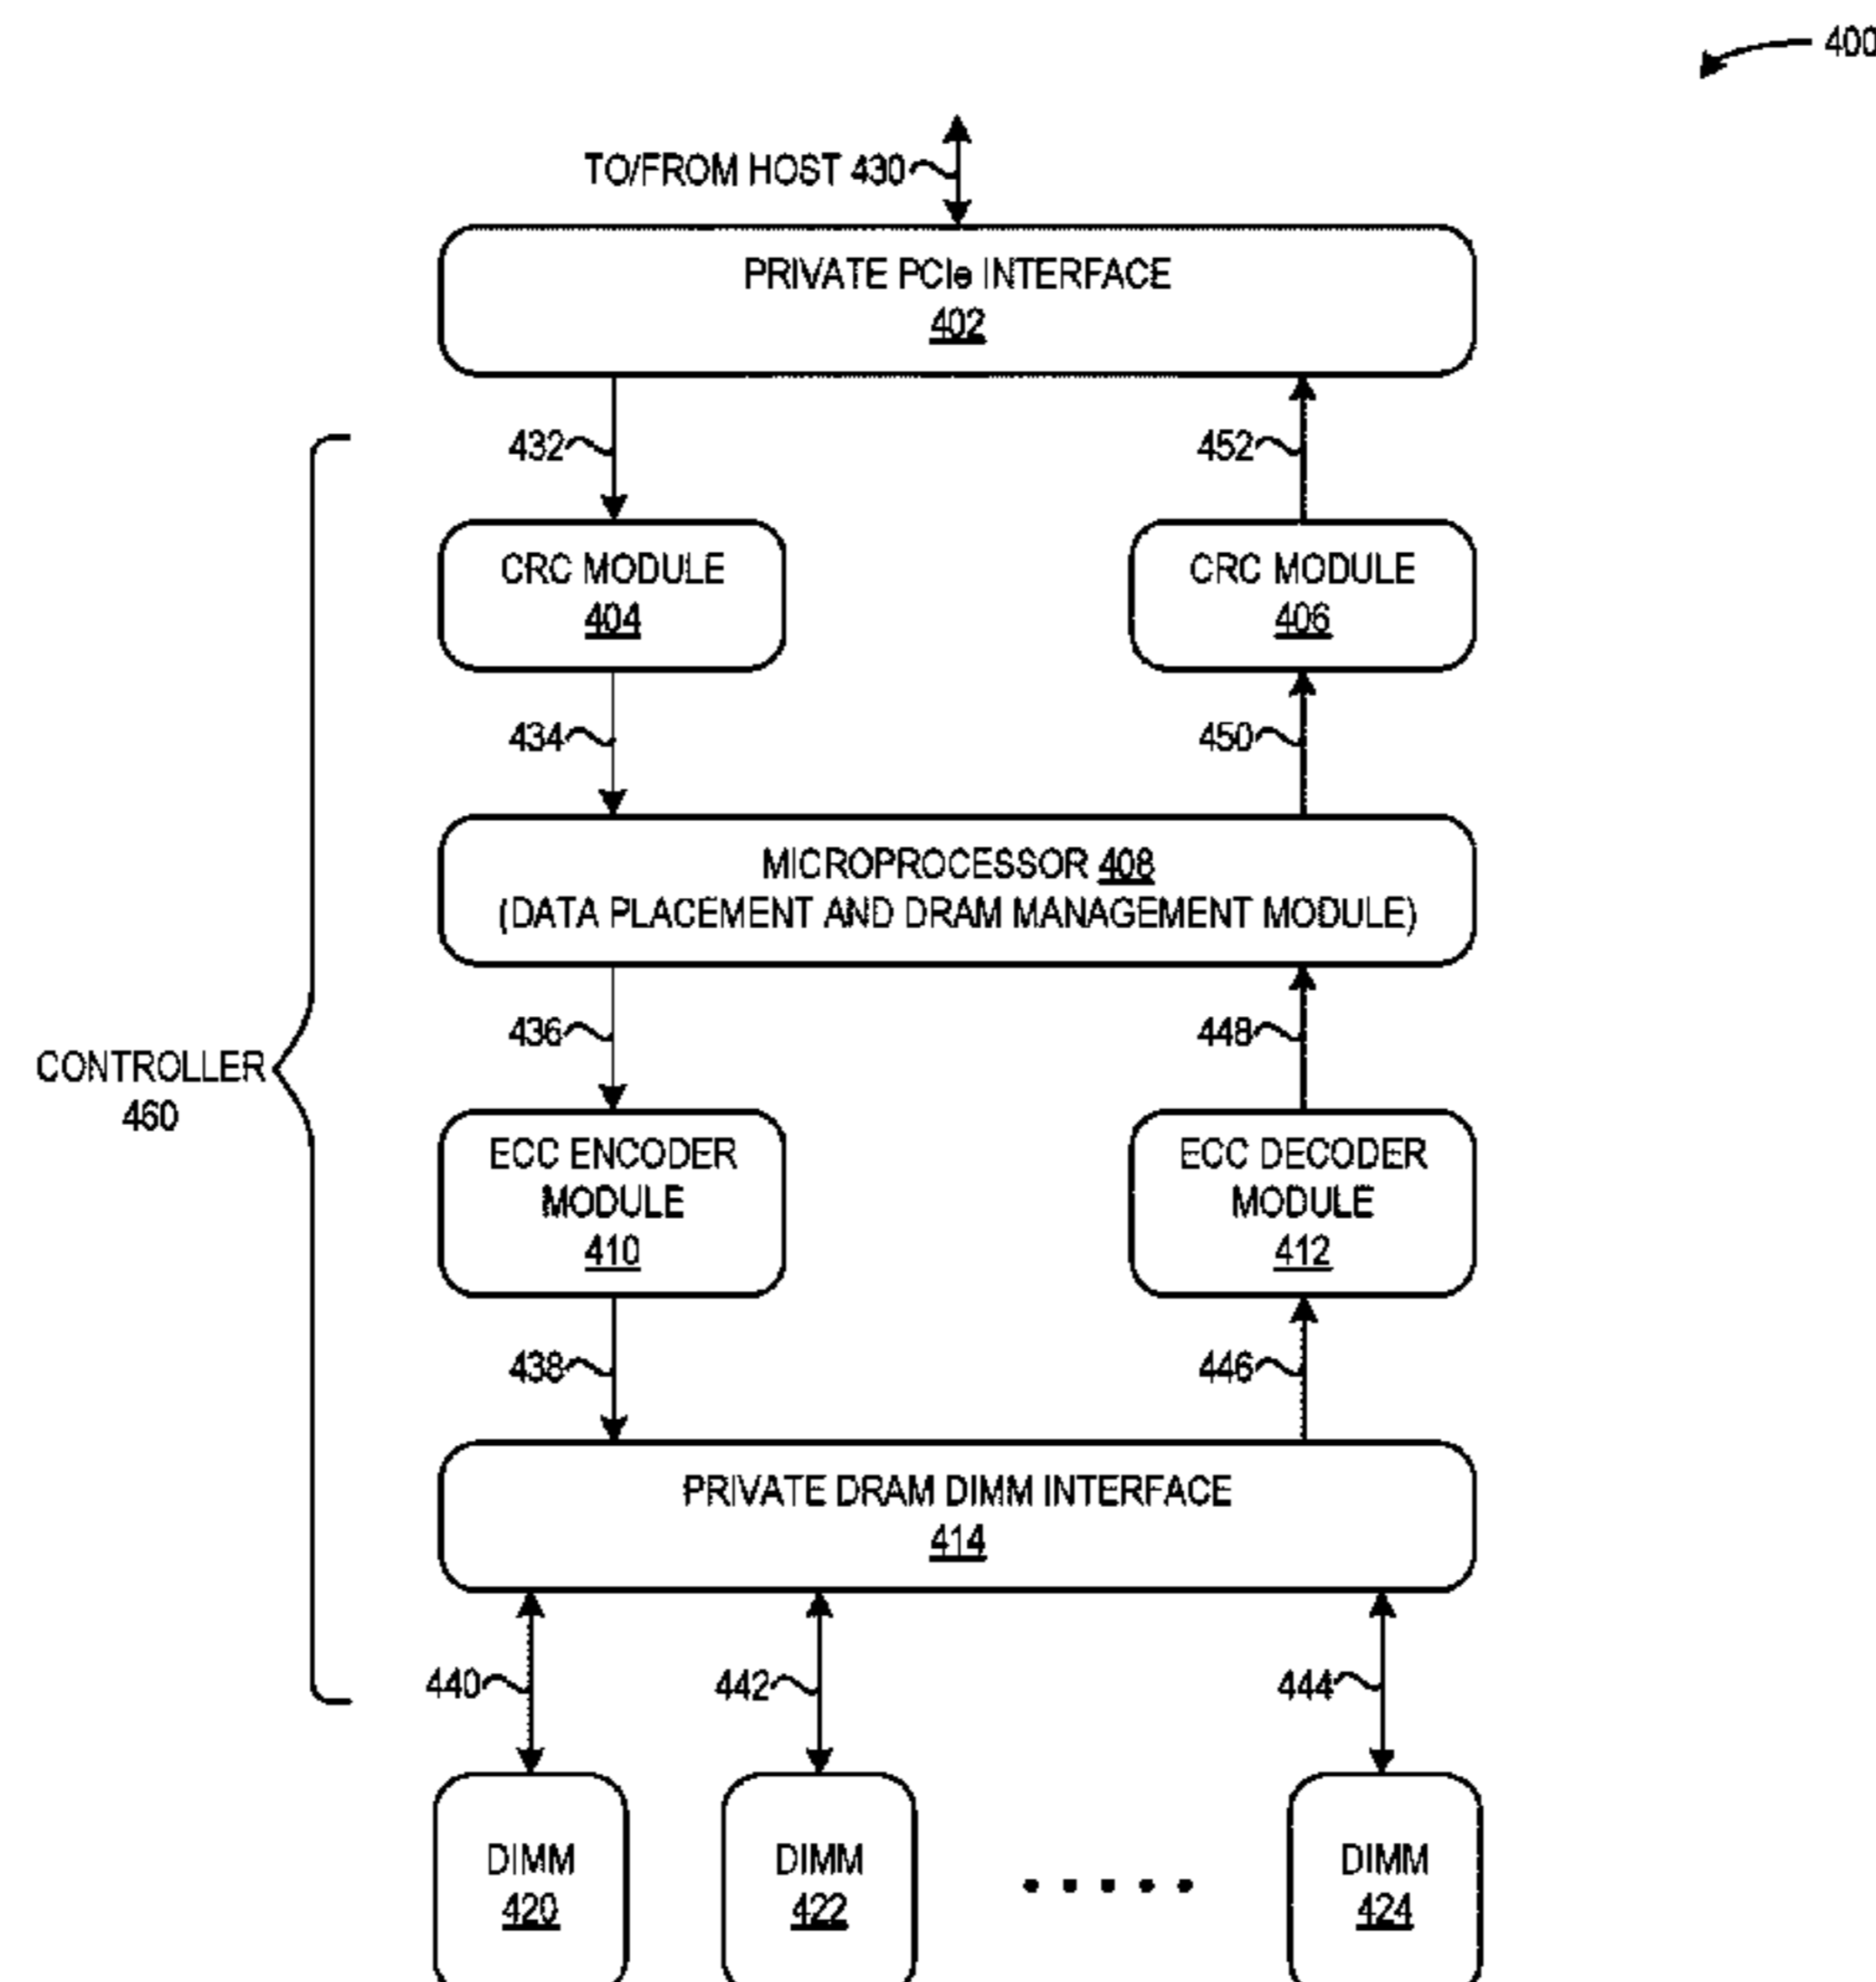 400
TO/FROM HOST 430
PRIVATE PCIe INTERFACE
402
432
452
CRC MODULE
404
CRC MODULE
406
434
450
MICROPROCESSOR 408
(DATA PLACEMENT AND DRAM MANAGEMENT MODULE)
436
448
CONTROLLER
460
ECC ENCODER
MODULE
410
ECC DECODER
MODULE
412
438
446
PRIVATE DRAM DIMM INTERFACE
414
440
442
444
DIMM
420
DIMM
422
DIMM
424